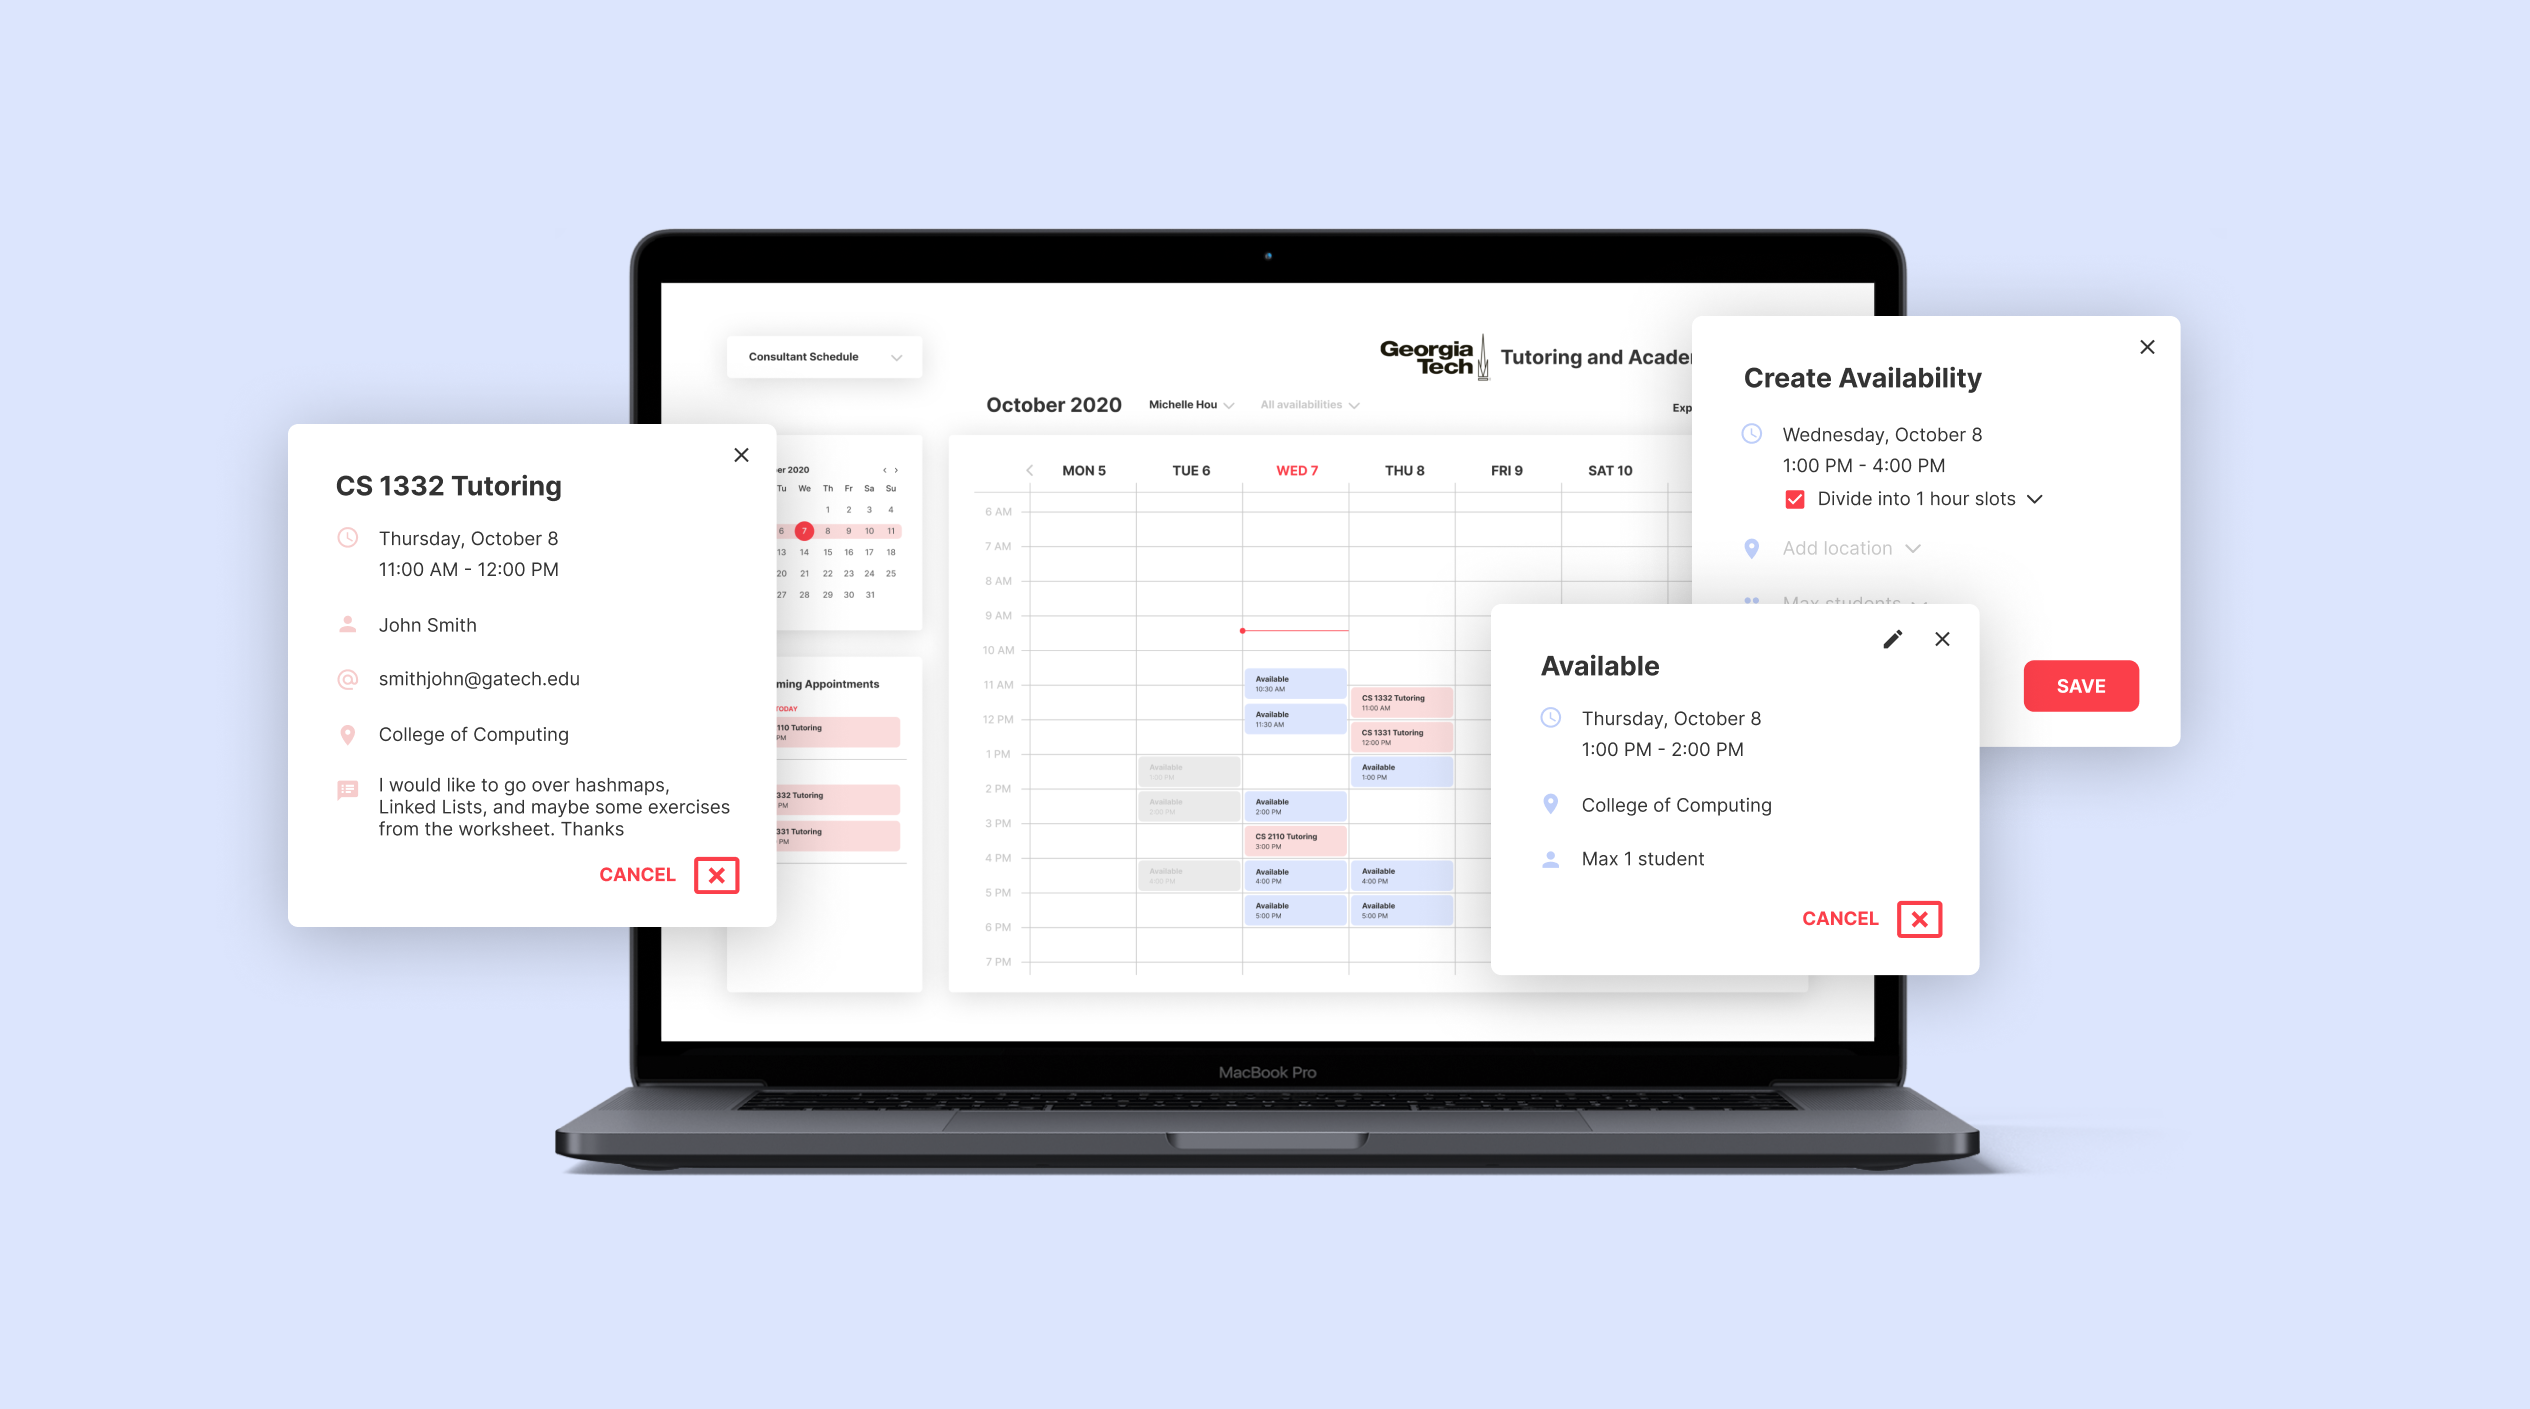 Consultant Schedule
Georgia
Tech
Tutoring and Acade
October 2020
Michelle Hou
All availabilities
Exp
CS 1332 Tutoring
Thursday, October 8
11:00 AM - 12:00 PM
John Smith
smithjohn@gatech.edu
College of Computing
I would like to go over hashmaps,
Linked Lists, and maybe some exercises
from the worksheet. Thanks
CANCEL
er 2020
Tu We Th Fr Sa Su
1 2 3 4
6 7 8 9 10 11
13 14 15 16 17 18
20 21 22 23 24 25
27 28 29 30 31
ming Appointments
TODAY
110 Tutoring
PM
332 Tutoring
PM
331 Tutoring
PM
MON 5 TUE 6 WED 7 THU 8 FRI 9 SAT 10
6 AM
7 AM
8 AM
9 AM
10 AM
11 AM
12 PM
1 PM
2 PM
3 PM
4 PM
5 PM
6 PM
7 PM
Available
1:00 PM
Available
2:00 PM
Available
4:00 PM
Available
10:30 AM
Available
11:30 AM
Available
2:00 PM
CS 2110 Tutoring
3:00 PM
Available
4:00 PM
Available
5:00 PM
CS 1332 Tutoring
11:00 AM
CS 1331 Tutoring
12:00 PM
Available
1:00 PM
Available
4:00 PM
Available
5:00 PM
Create Availability
Wednesday, October 8
1:00 PM - 4:00 PM
Divide into 1 hour slots
Add location
Max students
SAVE
Available
Thursday, October 8
1:00 PM - 2:00 PM
College of Computing
Max 1 student
CANCEL
MacBook Pro